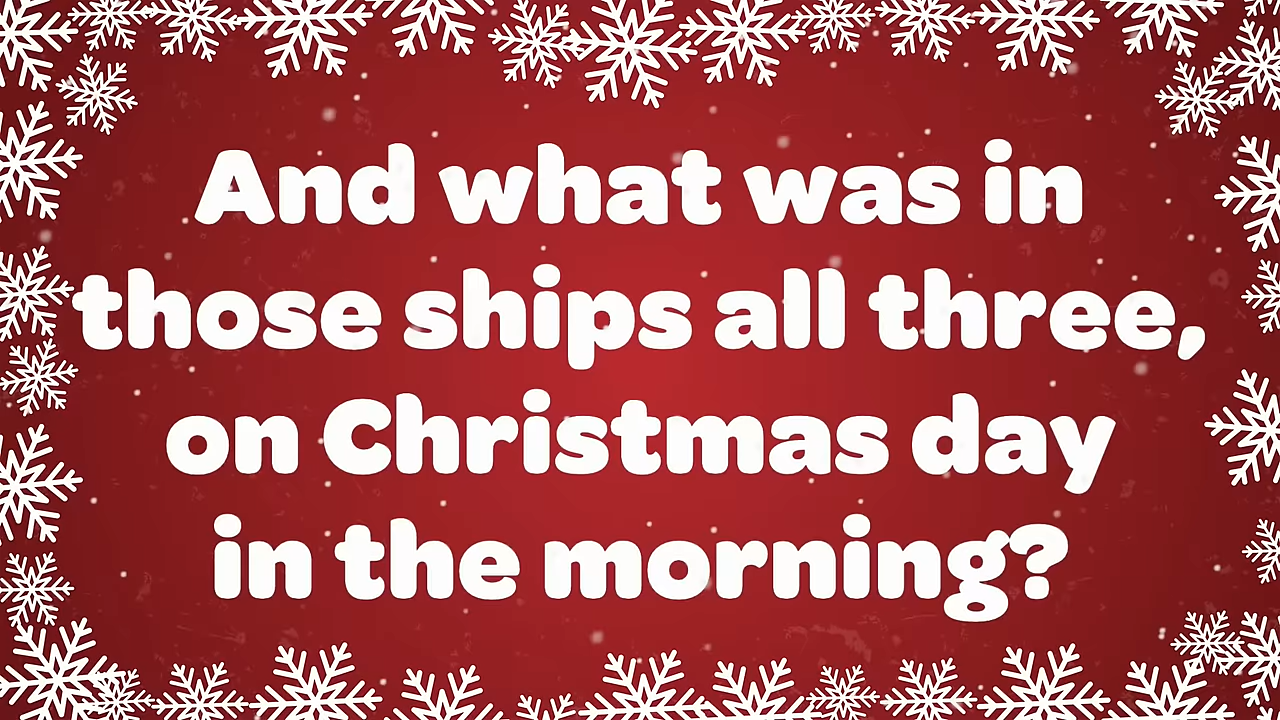 And what was in
those ships all three,
on Christmas day
in the morning?